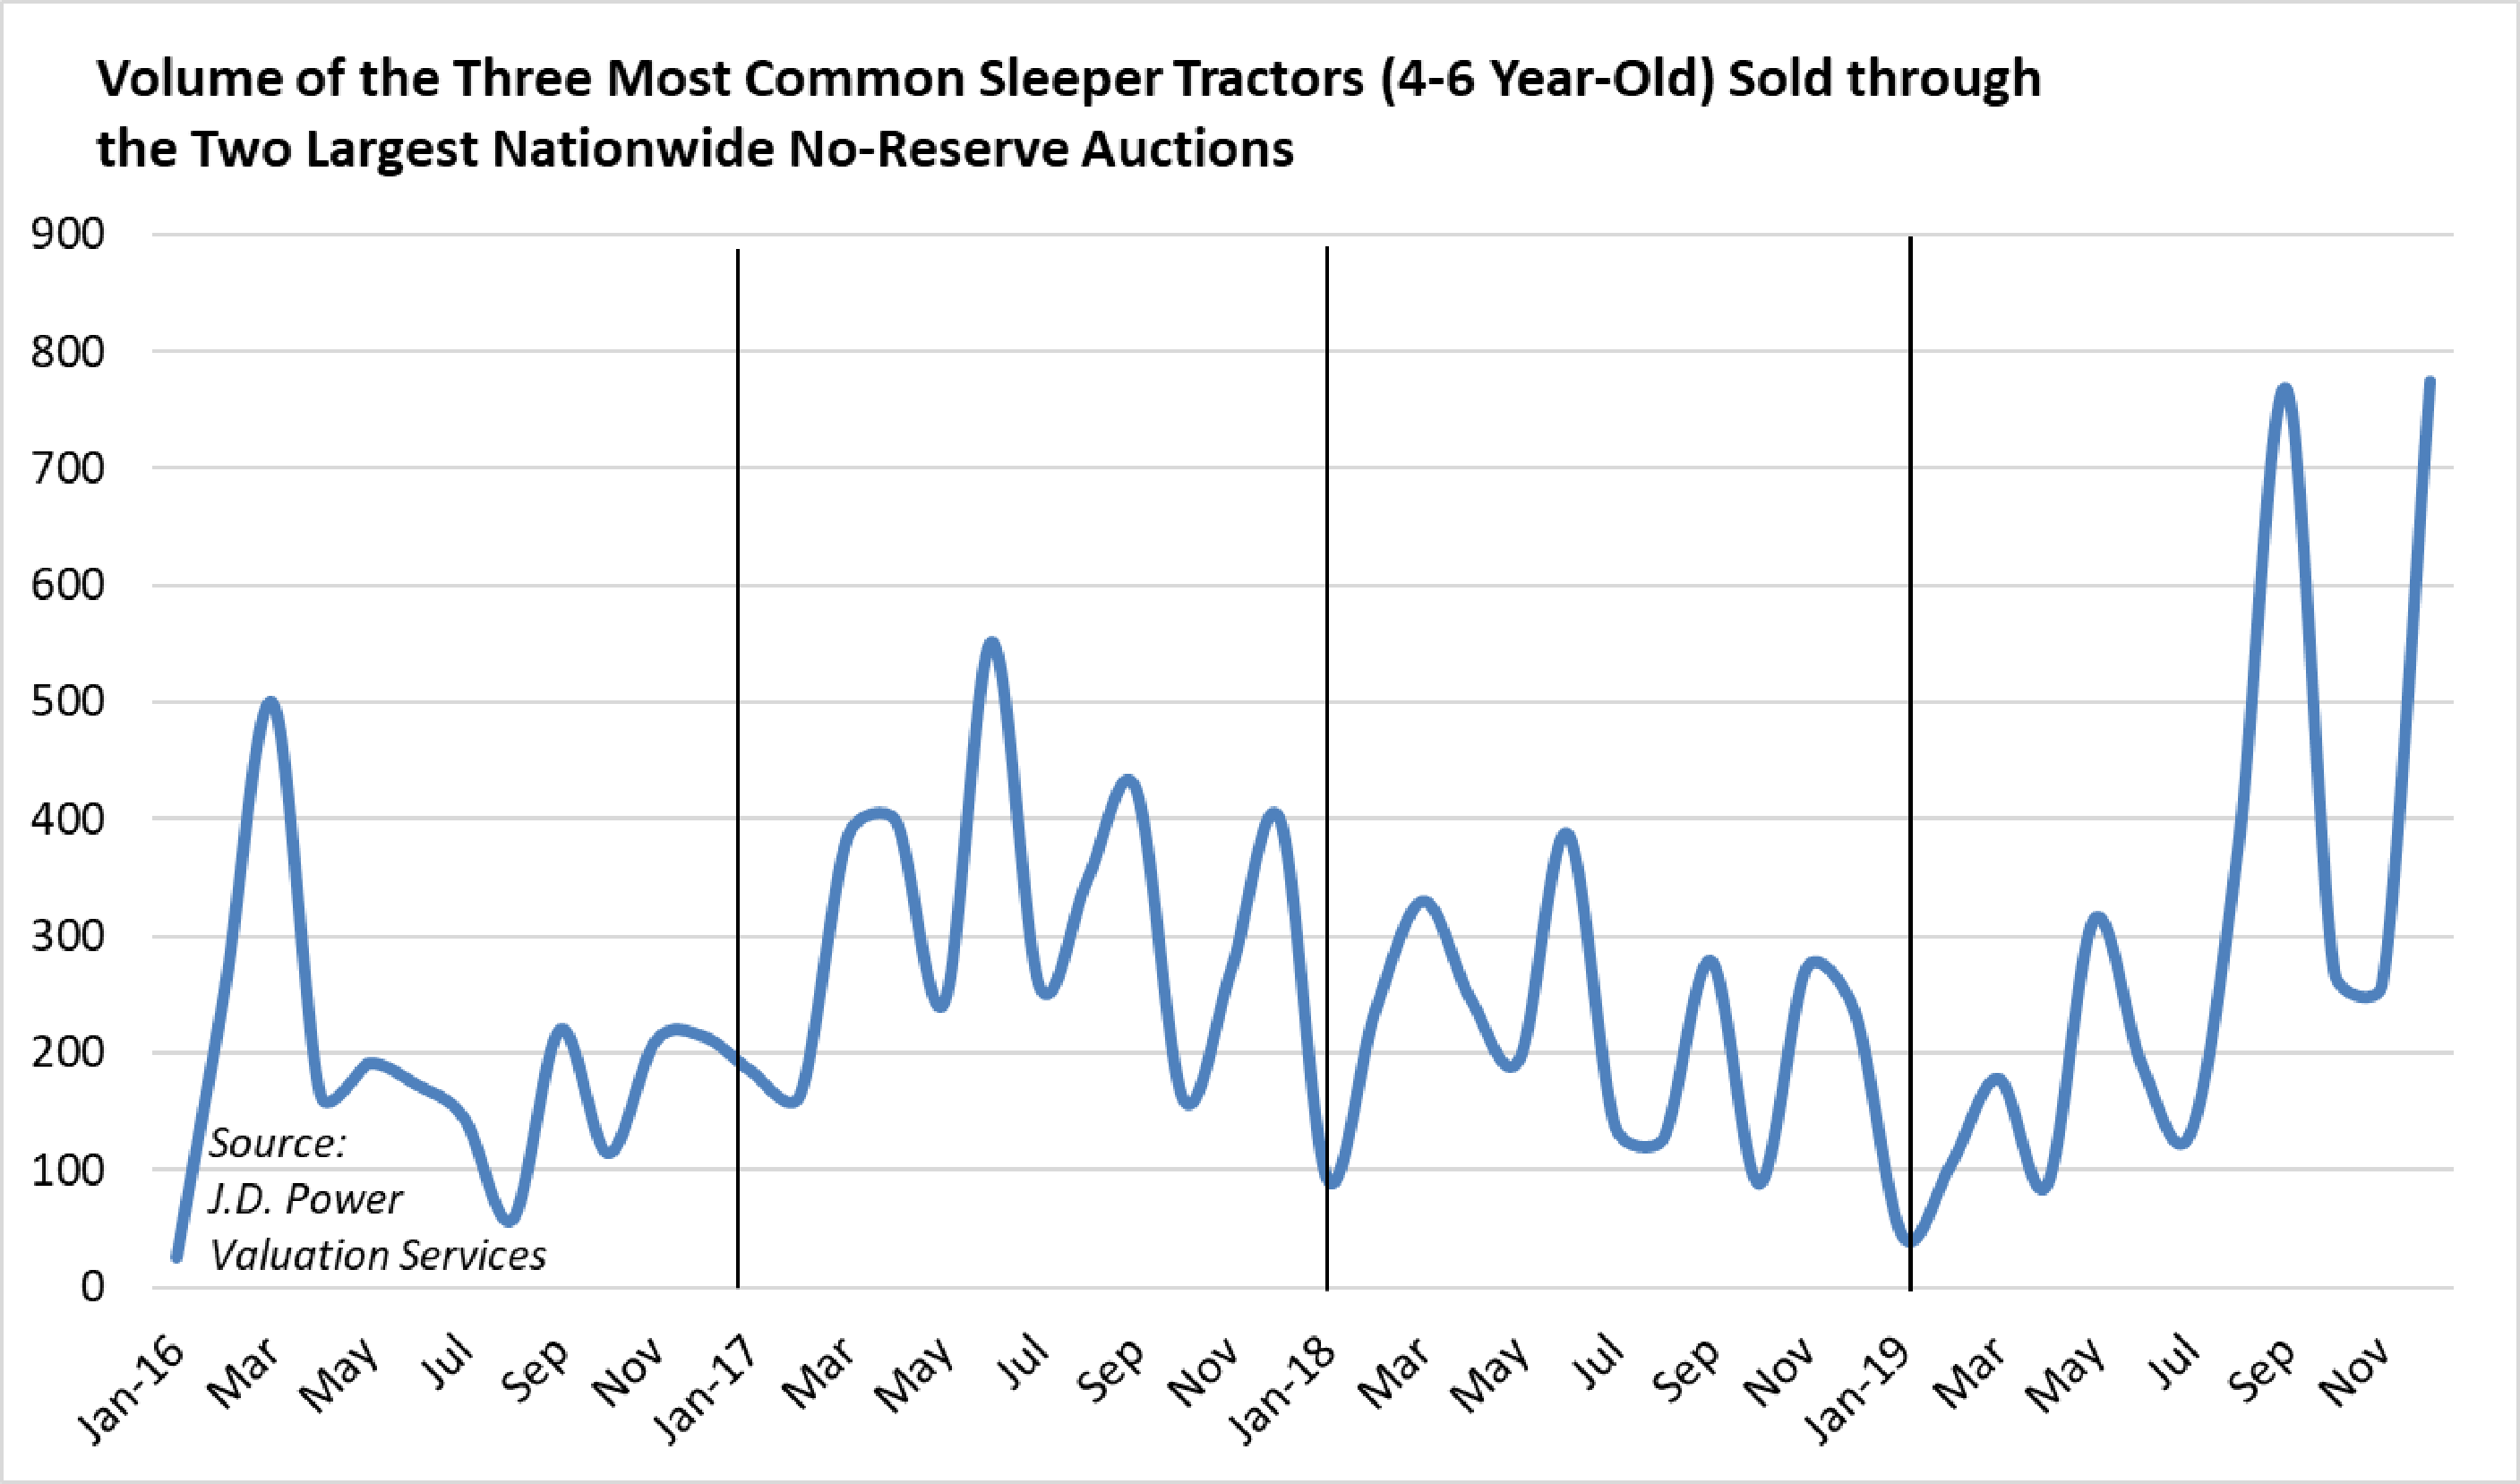 Volume of the Three Most Common Sleeper Tractors (4-6 Year-Old) Sold through
the Two Largest Nationwide No-Reserve Auctions
900
800
700
600
500
400
300
200
100
0
Source:
J.D. Power
Valuation Services
Jan-16
Mar
May
Jul
Sep
Nov
Jan-17
Mar
May
Jul
Sep
Nov
Jan-18
Mar
May
Jul
Sep
Nov
Jan-19
Mar
May
Jul
Sep
Nov